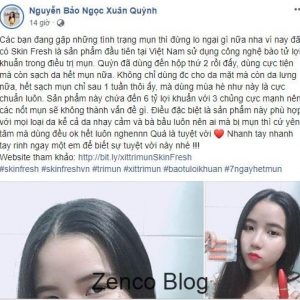 Nguyễn Bảo Ngọc Xuân Quỳnh
14 giờ ·
Các bạn đang gặp những tình trạng mụn thì đừng lo ngại gì nữa nha vì nay đã
có Skin Fresh là sản phẩm đầu tiên tại Việt Nam sử dụng công nghệ bào tử lợi
khuẩn trong điều trị mụn. Quỳn đã dùng đến hộp thứ 2 rồi đấy, dùng cực tiện
mà còn sạch da hết mụn nữa. Không chỉ dùng đc cho da mặt mà còn da lưng
nữa, hết mụn chỉ sau 1 tuần thôi ấy, mà dùng mùa hè như này là cực
chuẩn luôn. Sản phẩm này chứa đến 6 tỷ lợi khuẩn với 3 chủng cực mạnh nên
các nốt mụn sẽ không thành vấn đề gì. Điều đặc biệt là sản phẩm này phù hợp
với mọi loại da kể cả da nhạy cảm và bà bầu luôn nên ai mà bị mụn thì cứ yên
tâm mà dùng đều ok hết luôn nghennn Quá là tuyệt vời ❤ Nhanh tay nhanh
tay rinh ngay một em để biết sự tuyệt vời này nhé !!!
Website tham khảo: http://bit.ly/xittrimunSkinFresh
#skinfresh #skinfreshvn #trimun #xittrimun #baotuloikhuan #7ngayhetmun
Zenco Blog